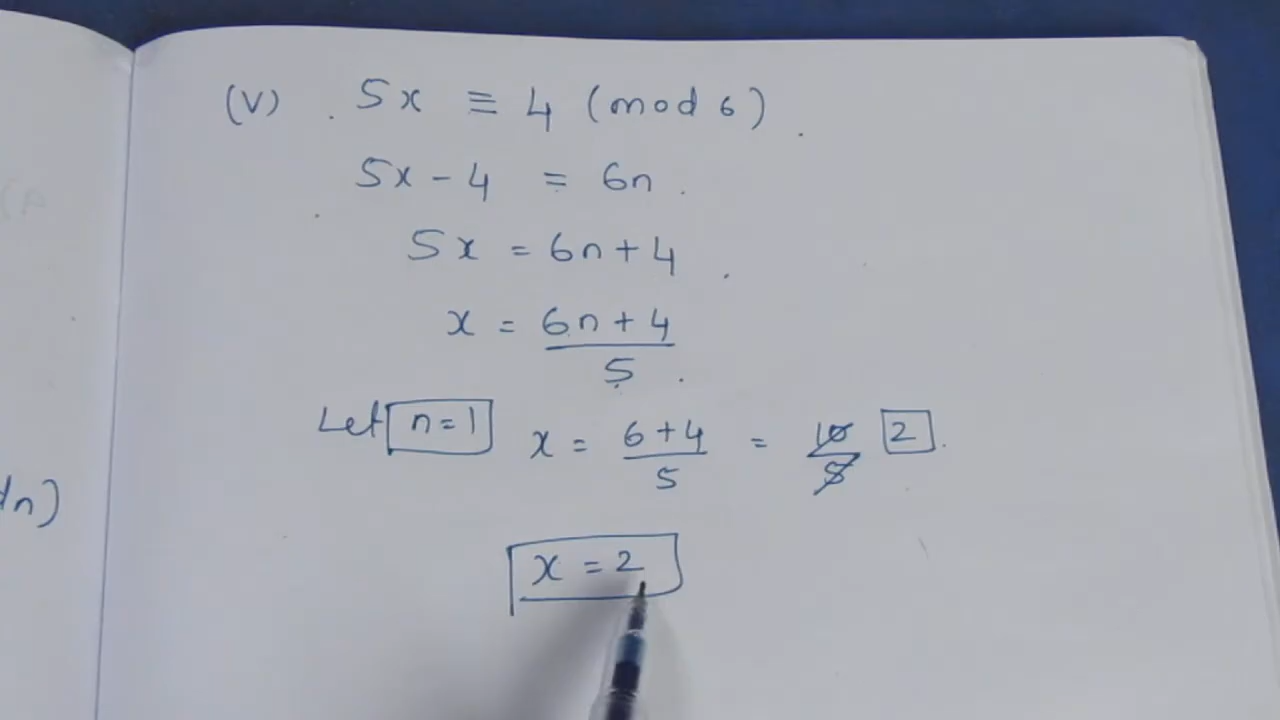 (V) 5x ≡ 4 (mod 6)
5x - 4 = 6n
5x = 6n + 4
x = 6n + 4 / 5
Let n = 1 x = 6 + 4 / 5 = 10 / 5 2
dn)
x = 2